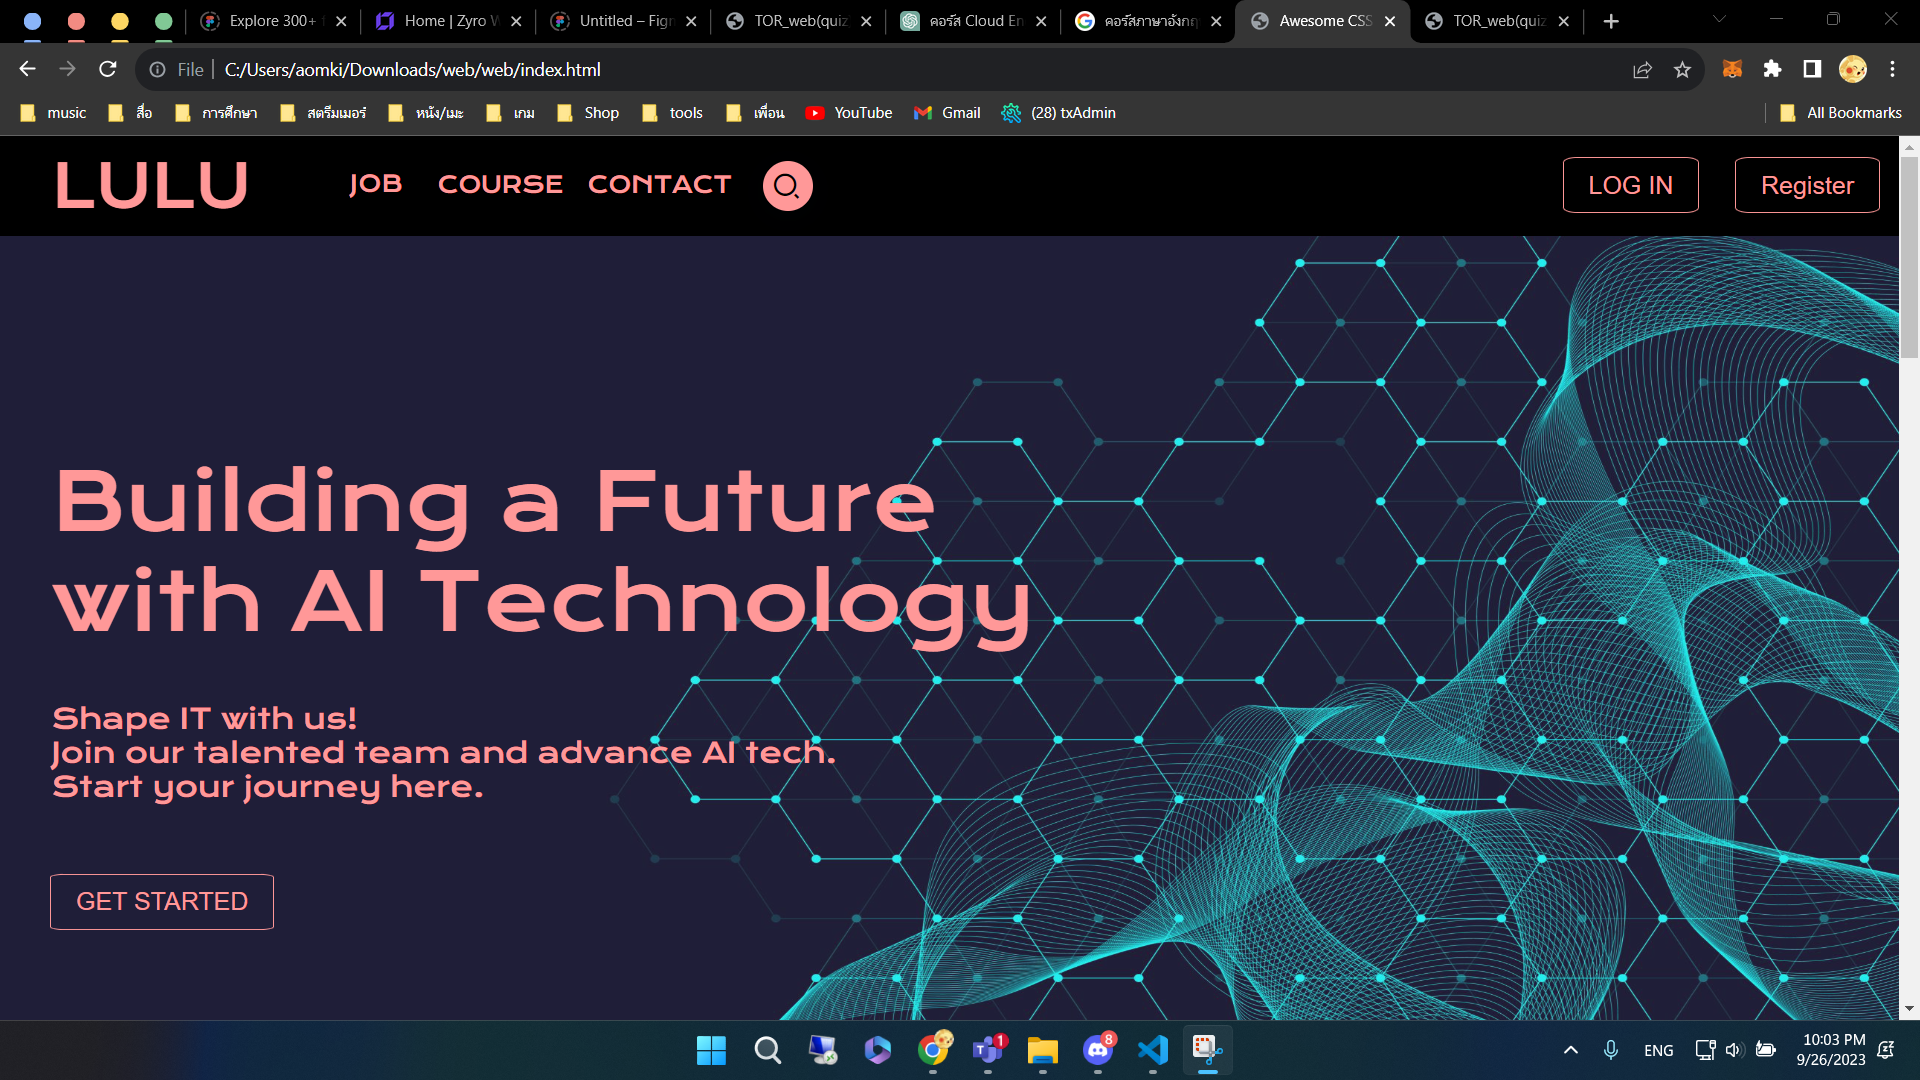 Explore 300+
Home | Zyro W
Untitled – Fig
TOR_web(quiz
คอร์ส Cloud En
คอร์สภาษาอังก
Awesome CSS
TOR_web(quiz
File
C:/Users/aomki/Downloads/web/web/index.html
music
สื่อ
การศึกษา
สตรีมเมอร์
หนัง/เมะ
เกม
Shop
tools
เพื่อน
YouTube
Gmail
(28) txAdmin
All Bookmarks
LULU
JOB
COURSE
CONTACT
LOG IN
Register
Building a Future
with AI Technology
Shape IT with us!
Join our talented team and advance AI tech.
Start your journey here.
GET STARTED
1
8
ENG
10:03 PM
9/26/2023